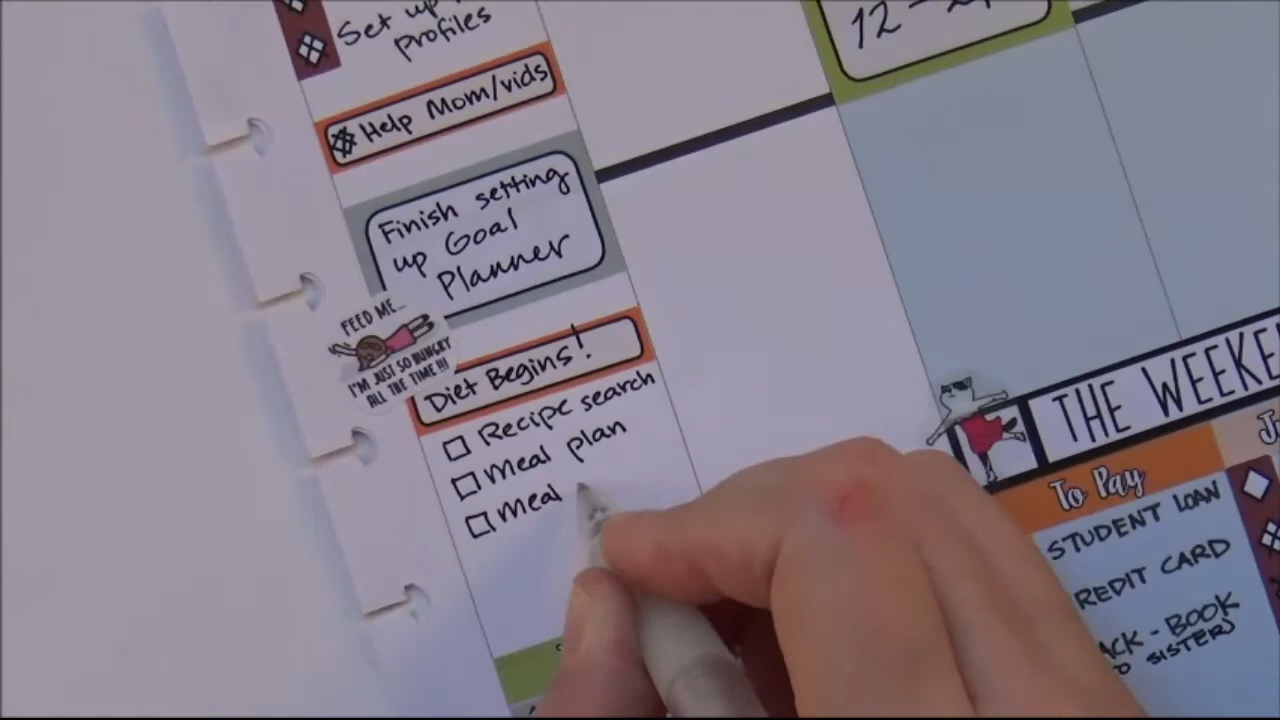 Set up
profiles
Help Mom/vids
Finish setting
up Goal
Planner
FEED ME...
I'M JUST SO HUNGRY
ALL THE TIME!!!
Diet Begins!
Recipe search
Meal plan
Meal
12 -
THE WEEKE
To Pay
STUDENT LOAN
REDIT CARD
ACK-BOOK
SISTER)